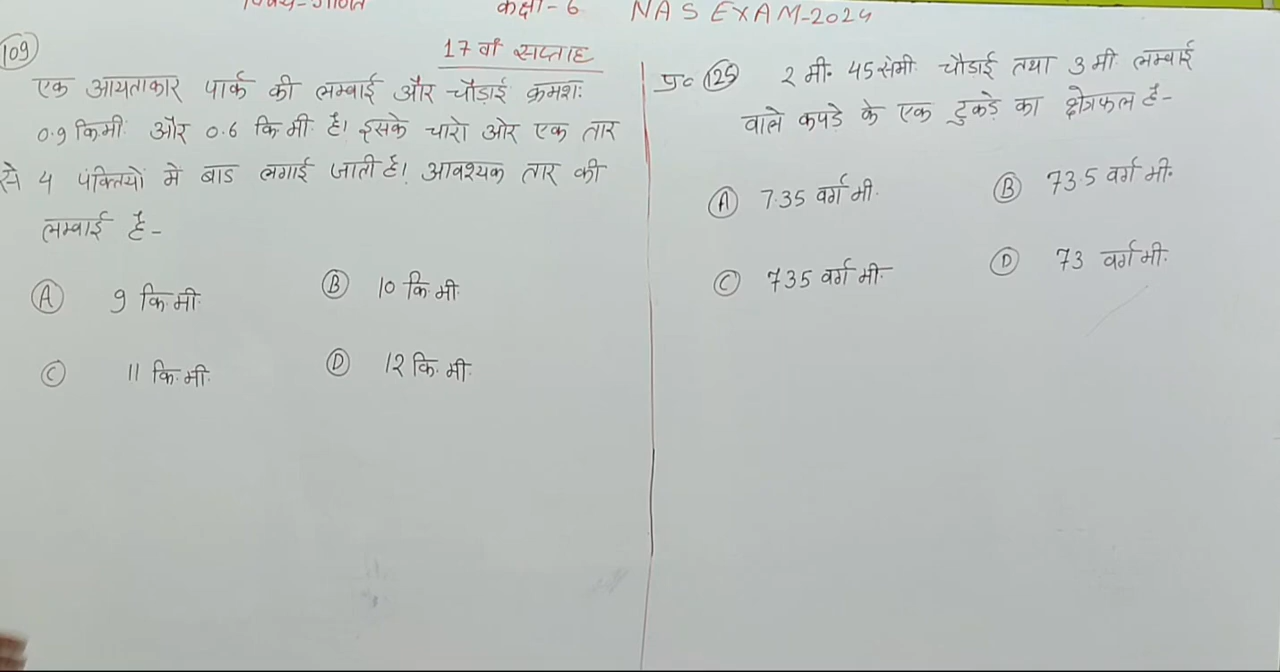 विषय-गणित कक्षा-6 NAS EXAM-2024
17 वाँ सप्ताह
109
एक आयताकार पार्क की लम्बाई और चौड़ाई क्रमशः
0.9 किमी. और 0.6 कि.मी. है। इसके चारो ओर एक तार
से 4 पंक्तियों मे बाड लगाई जाती है। आवश्यक तार की
लम्बाई है-
A 9 कि.मी. B 10 कि.मी.
C 11 कि.मी. D 12 कि.मी.
प्र० 125 2 मी. 45 सेमी चौडाई तथा 3 मी. लम्बाई
वाले कपडे के एक टुकड़े का क्षेत्रफल है-
A 7.35 वर्ग मी. B 73.5 वर्ग मी.
C 735 वर्ग मी. D 73 वर्ग मी.